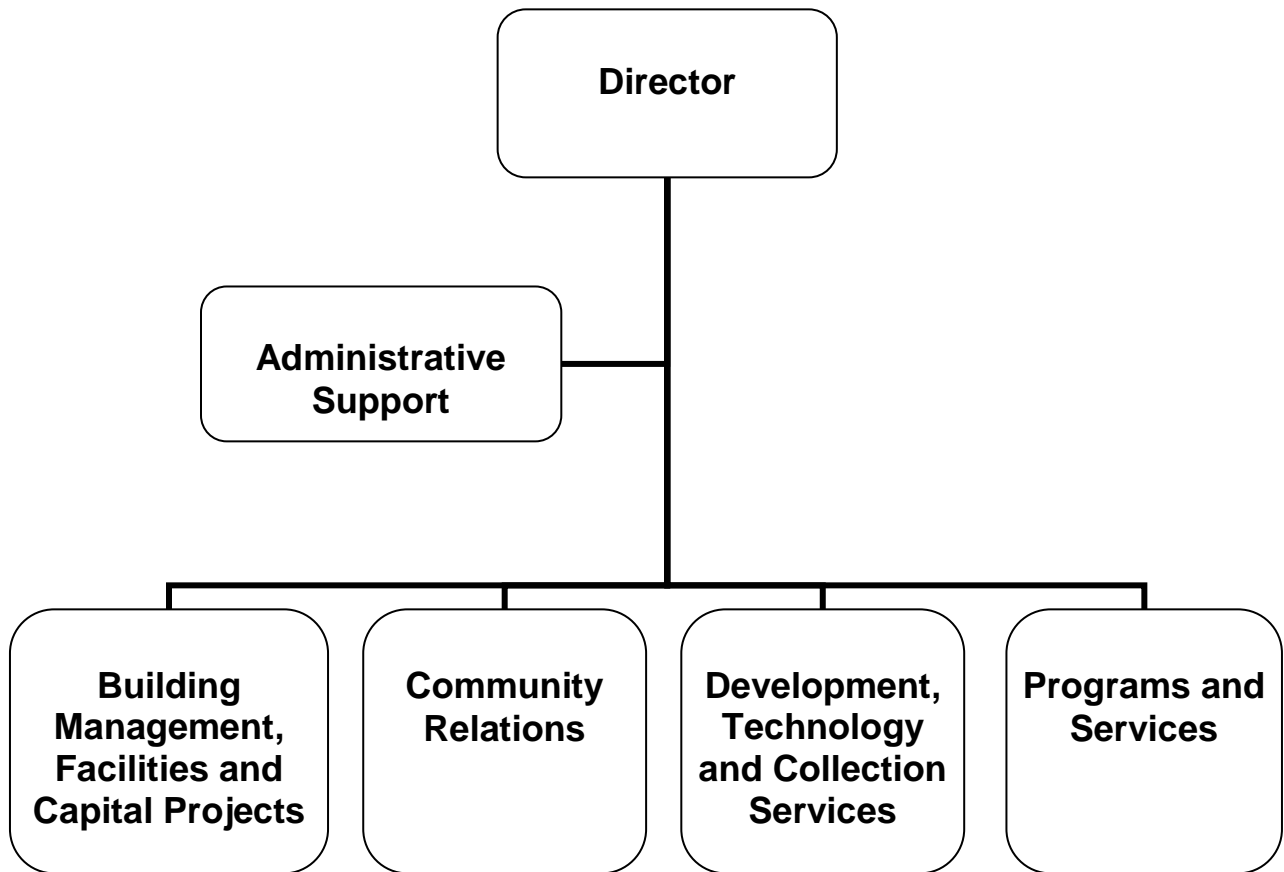 Director
Administrative
Support
Building
Management,
Facilities and
Capital Projects
Community
Relations
Development,
Technology
and Collection
Services
Programs and
Services